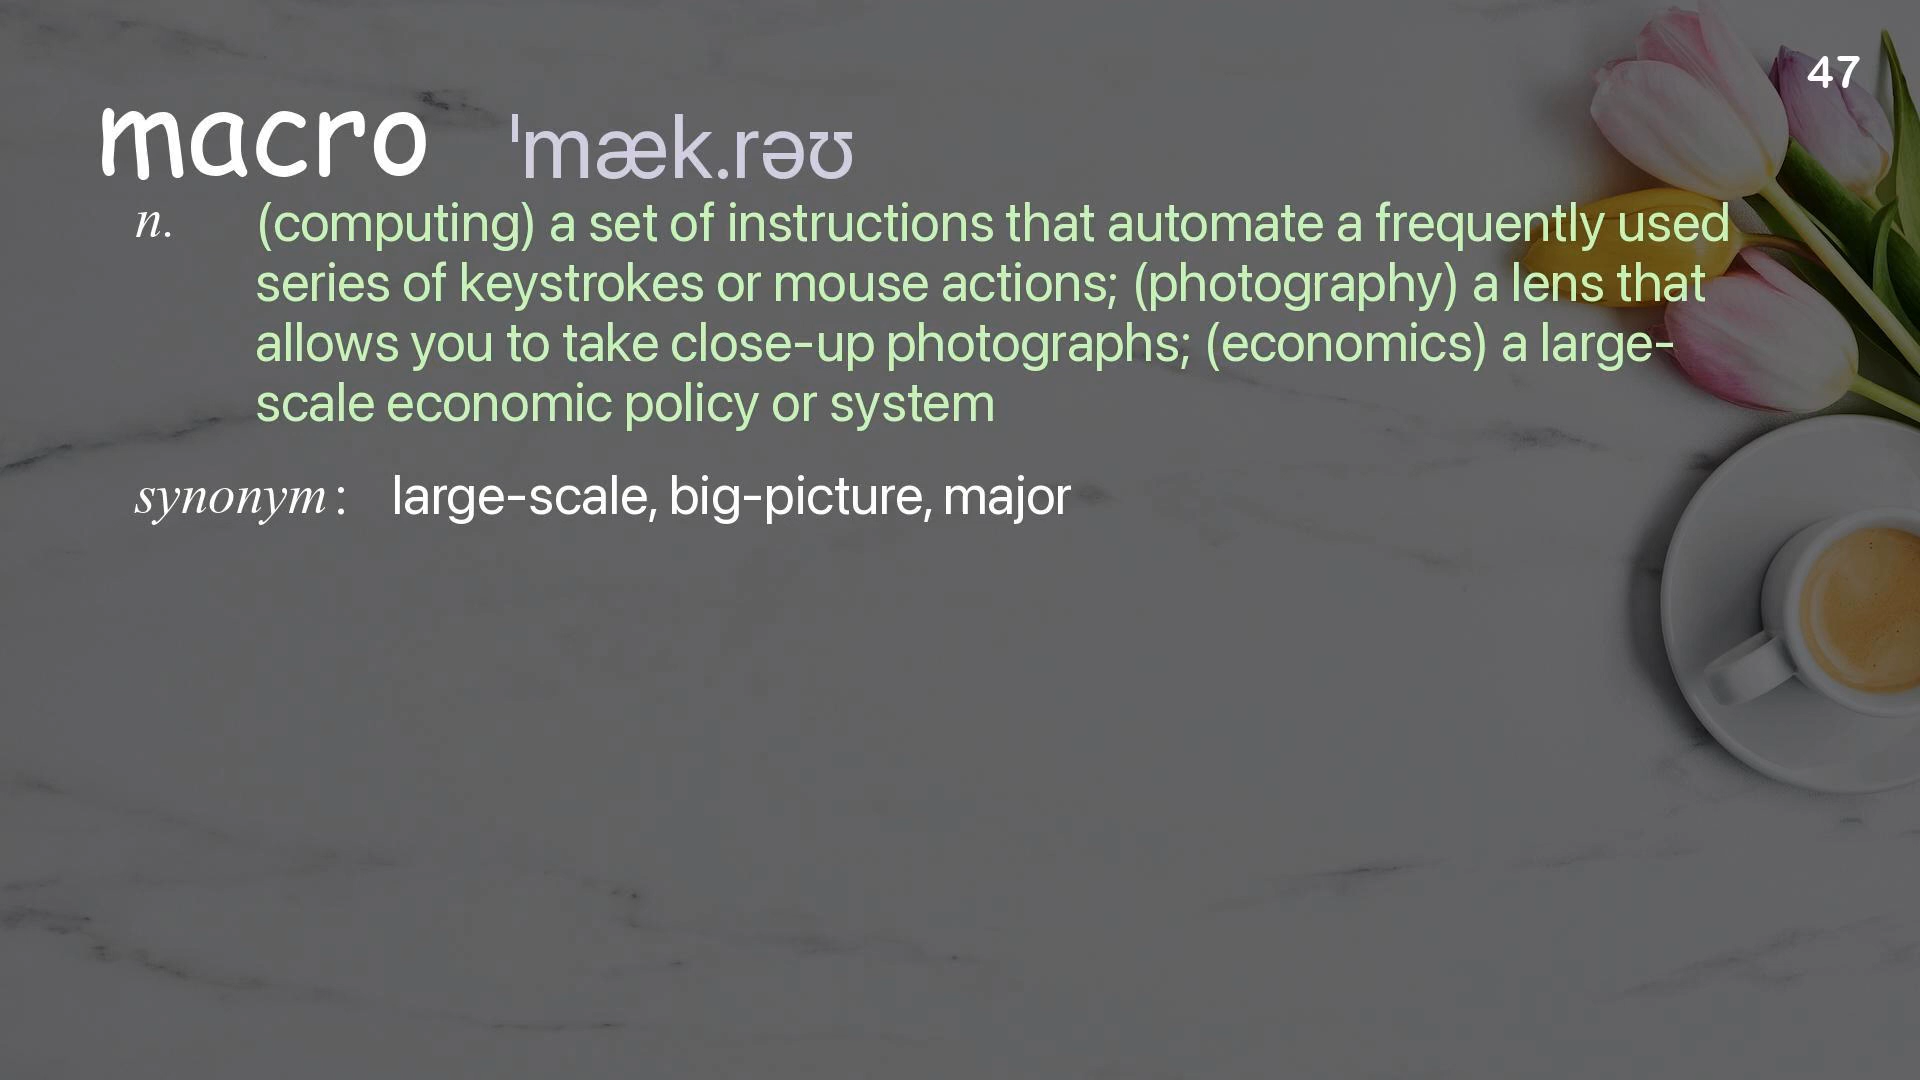 47
macro ˈmæk.rəʊ
n. (computing) a set of instructions that automate a frequently used
series of keystrokes or mouse actions; (photography) a lens that
allows you to take close-up photographs; (economics) a large-
scale economic policy or system
synonym: large-scale, big-picture, major